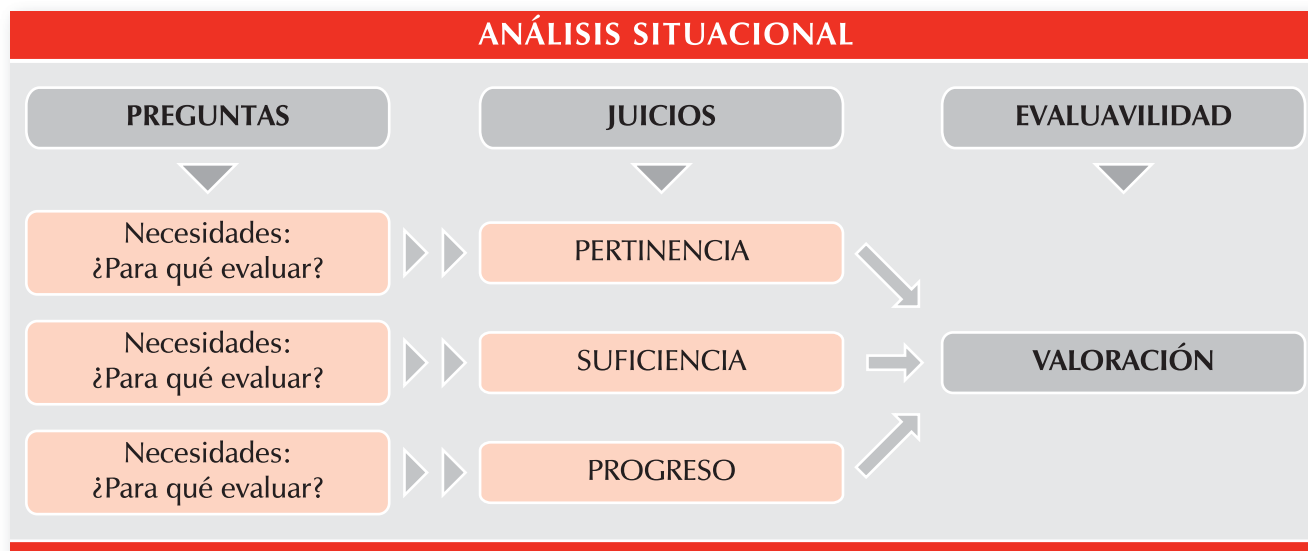 ANÁLISIS SITUACIONAL
PREGUNTAS
JUICIOS
EVALUAVILIDAD
Necesidades:
¿Para qué evaluar?
PERTINENCIA
Necesidades:
¿Para qué evaluar?
SUFICIENCIA
VALORACIÓN
Necesidades:
¿Para qué evaluar?
PROGRESO